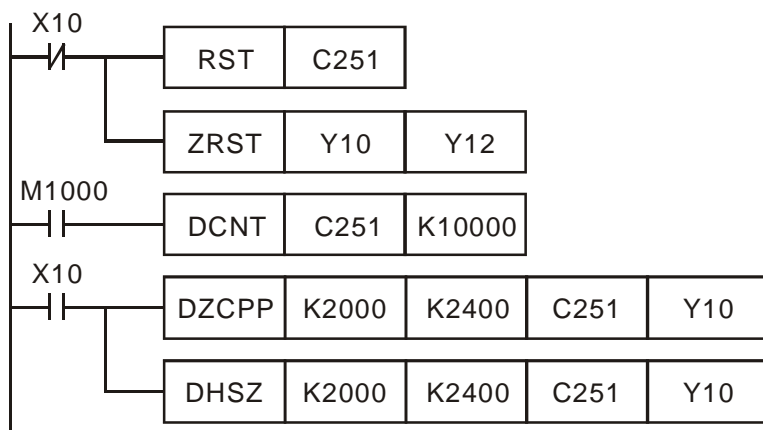 X10
RST C251
ZRST Y10 Y12
M1000
DCNT C251 K10000
X10
DZCPP K2000 K2400 C251 Y10
DHSZ K2000 K2400 C251 Y10